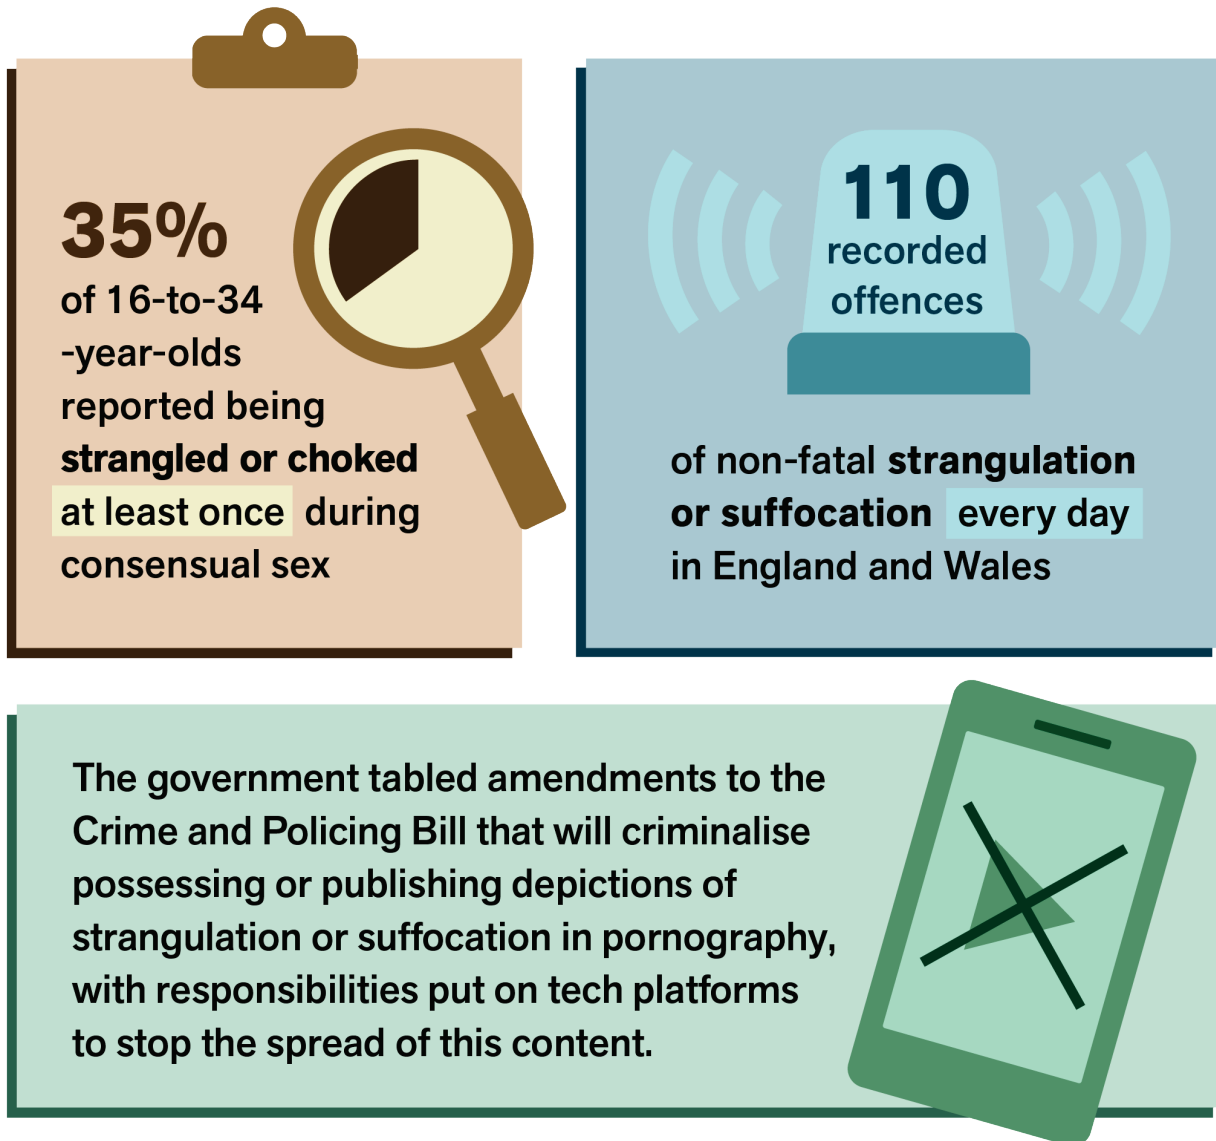 35%
of 16-to-34
-year-olds
reported being
strangled or choked
at least once during
consensual sex
110
recorded
offences
of non-fatal strangulation
or suffocation every day
in England and Wales
The government tabled amendments to the
Crime and Policing Bill that will criminalise
possessing or publishing depictions of
strangulation or suffocation in pornography,
with responsibilities put on tech platforms
to stop the spread of this content.